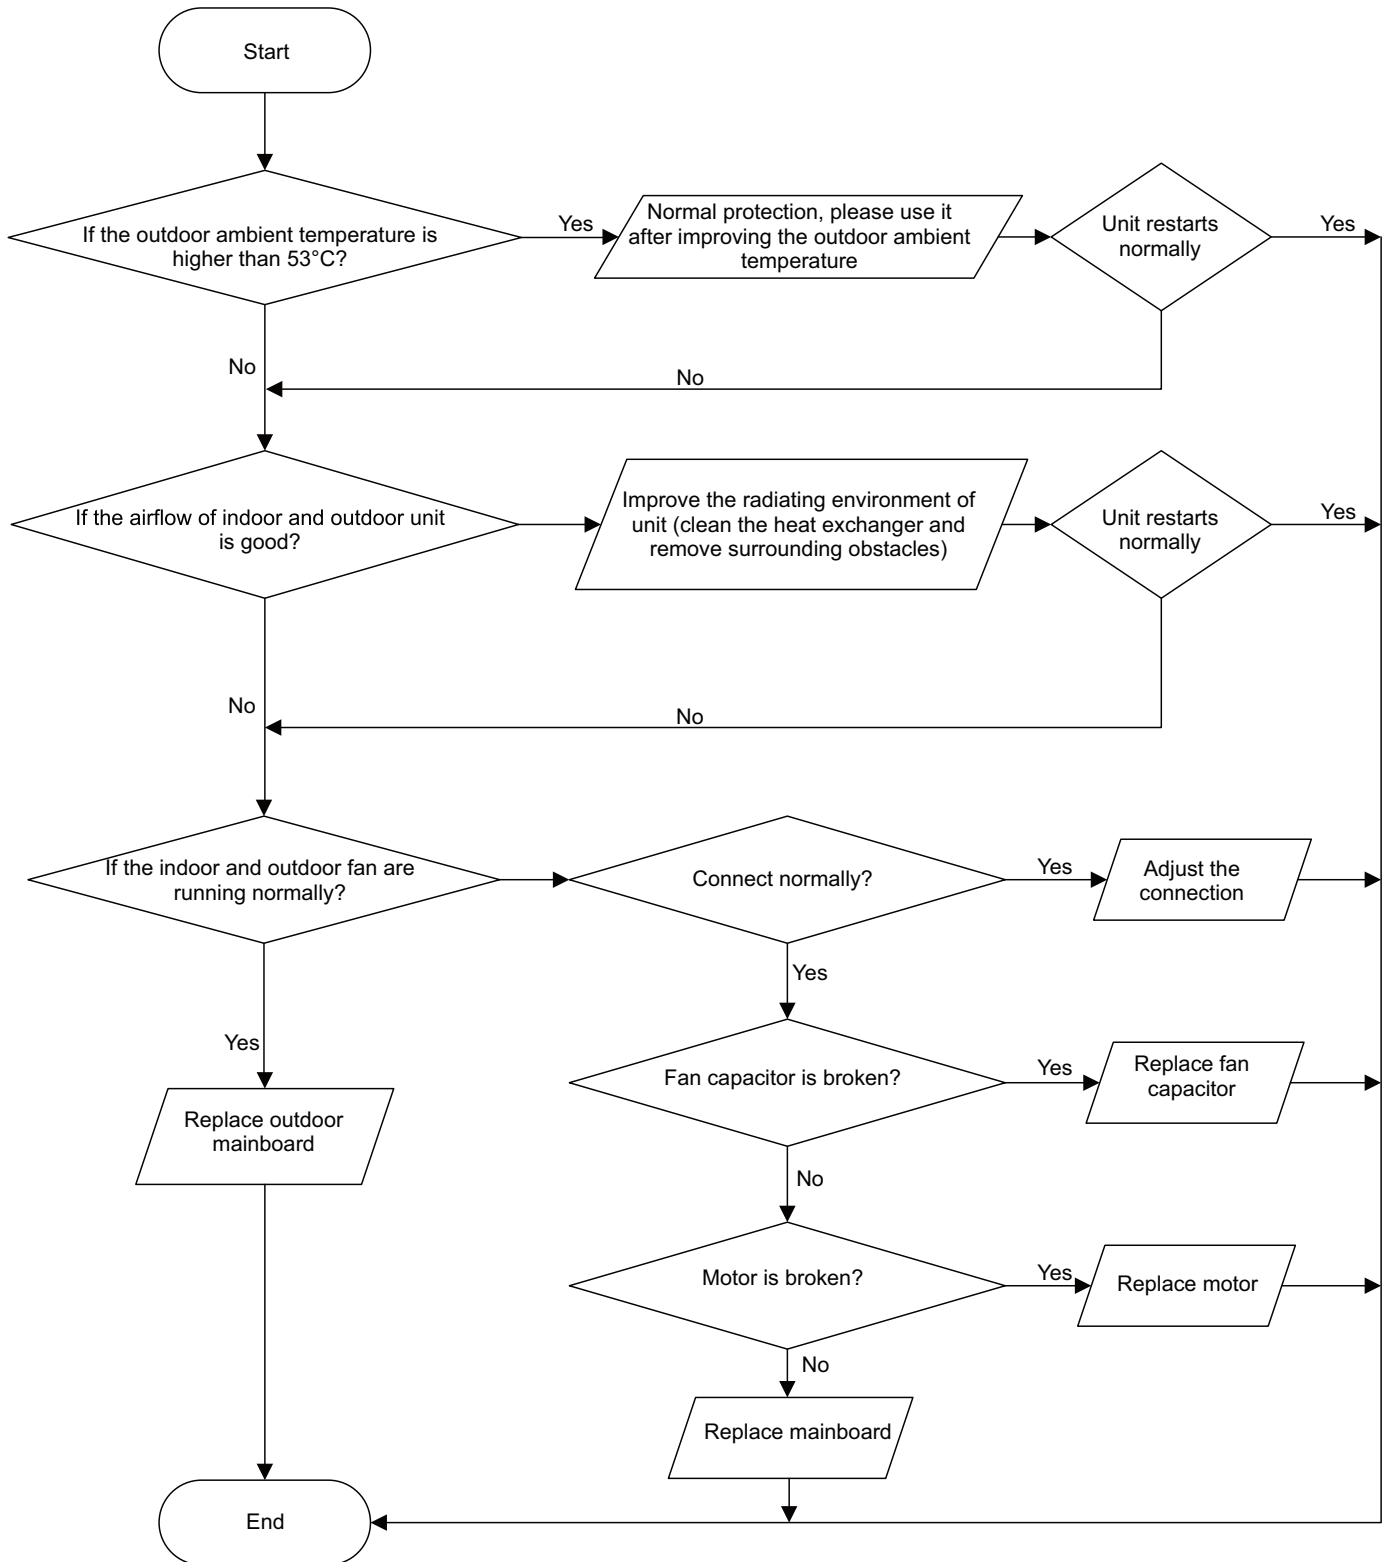 Start
If the outdoor ambient temperature is
higher than 53°C?
Yes
Normal protection, please use it
after improving the outdoor ambient
temperature
Unit restarts
normally
Yes
No
No
If the airflow of indoor and outdoor unit
is good?
Improve the radiating environment of
unit (clean the heat exchanger and
remove surrounding obstacles)
Unit restarts
normally
Yes
No
No
If the indoor and outdoor fan are
running normally?
Connect normally?
Yes
Adjust the
connection
Yes
Yes
Fan capacitor is broken?
Yes
Replace fan
capacitor
Replace outdoor
mainboard
No
Motor is broken?
Yes
Replace motor
No
Replace mainboard
End